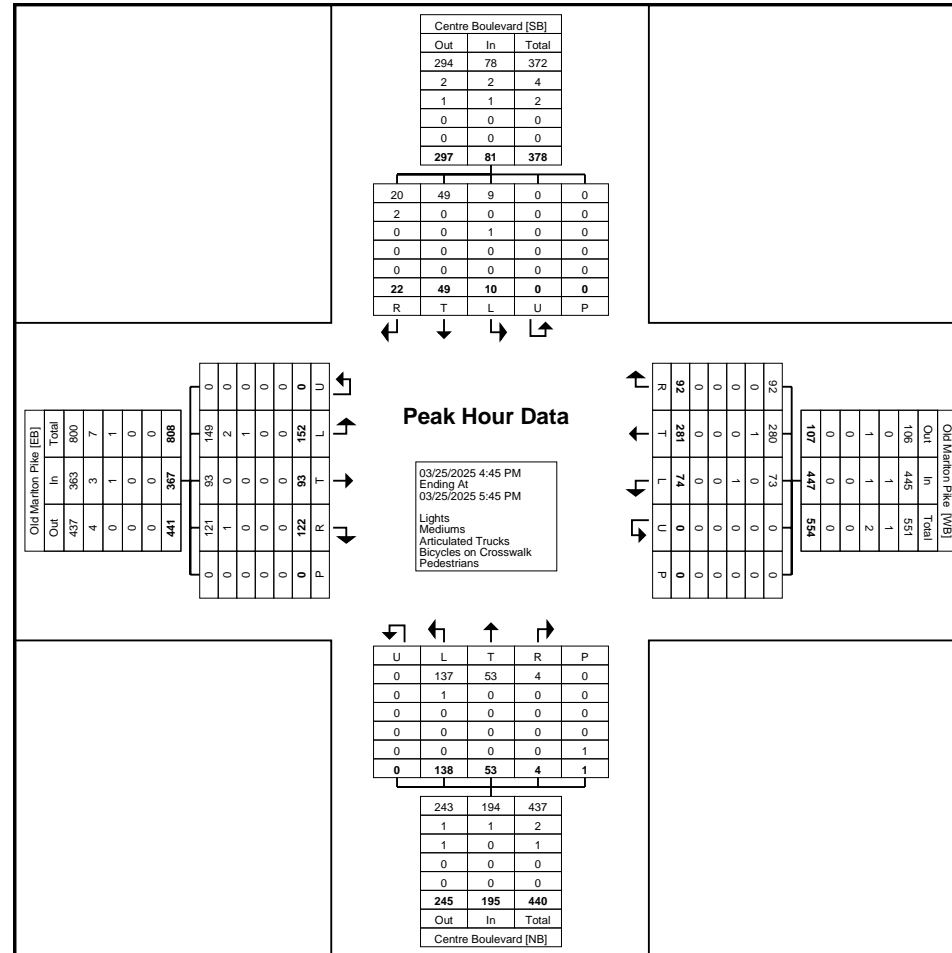 Centre Boulevard [SB]
Out In Total
294 78 372
2 2 4
1 1 2
0 0 0
0 0 0
297 81 378
20 49 9 0 0
2 0 0 0 0
0 0 1 0 0
0 0 0 0 0
0 0 0 0 0
22 49 10 0 0
R T L U P
Old Marlton Pike [EB]
Out In Total
437 363 800
4 3 7
0 1 1
0 0 0
0 0 0
441 367 808
0 121 93 149 0
0 1 0 2 0
0 0 0 1 0
0 0 0 0 0
0 0 0 0 0
0 122 93 152 0
P R T L U
Peak Hour Data
03/25/2025 4:45 PM
Ending At
03/25/2025 5:45 PM
Lights
Mediums
Articulated Trucks
Bicycles on Crosswalk
Pedestrians
Old Marlton Pike [WB]
Out In Total
106 445 551
0 1 1
1 1 2
0 0 0
0 0 0
107 447 554
92 280 73 0 0
0 1 0 0 0
0 0 1 0 0
0 0 0 0 0
0 0 0 0 0
92 281 74 0 0
R T L U P
U L T R P
0 137 53 4 0
0 1 0 0 0
0 0 0 0 0
0 0 0 0 0
0 0 0 0 1
0 138 53 4 1
243 194 437
1 1 2
1 0 1
0 0 0
0 0 0
245 195 440
Out In Total
Centre Boulevard [NB]